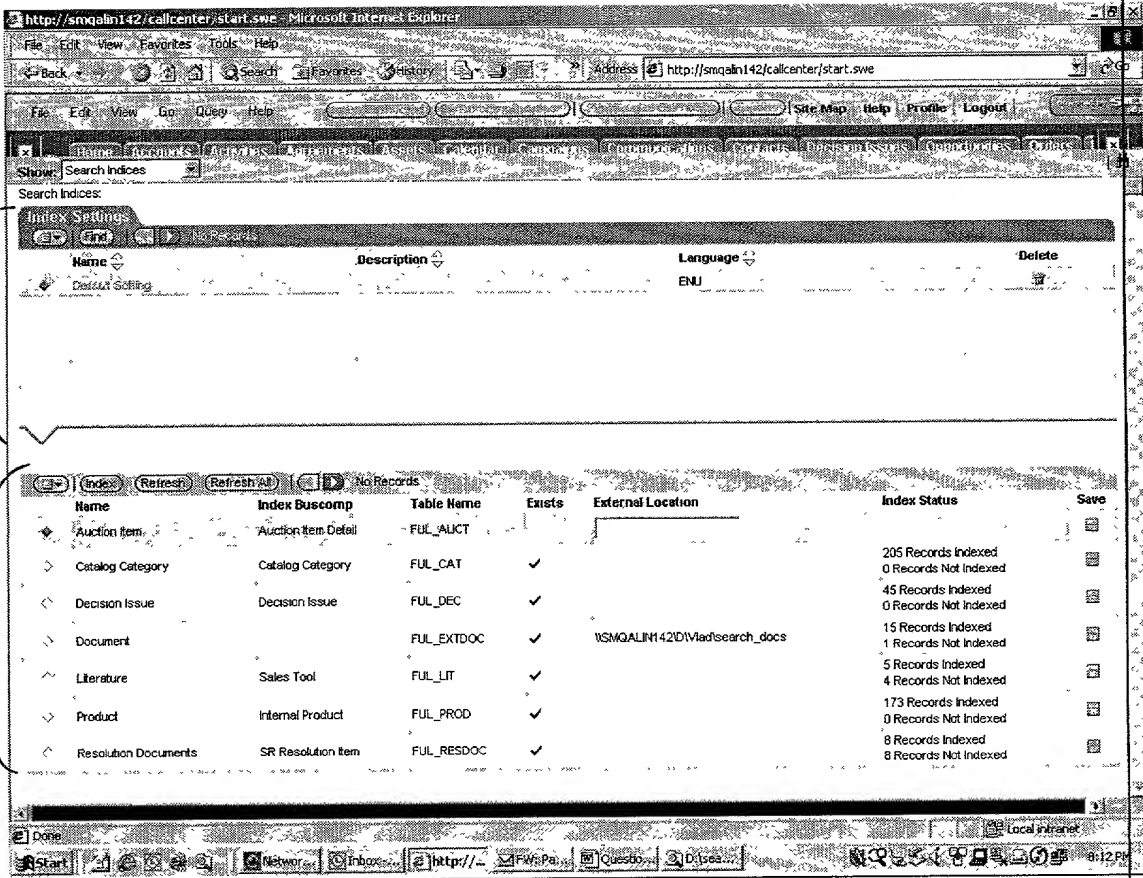 http://smqalin142/callcenter/start.swe - Microsoft Internet Explorer
File Edit View Favorites Tools Help
Back Search Favorites History Address http://smqalin142/callcenter/start.swe Go
File Edit View Go Query Help Site Map Help Profile Logout
Home Accounts Activities Agreements Assets Calendar Campaigns Communications Contacts Decision Issues Opportunities Orders
Show: Search Indices
Search Indices:
Index Settings
Find No Records
Name Description Language Delete
Default Setting ENU
Index Refresh Refresh All No Records
Name Index Buscomp Table Name Exists External Location Index Status Save
Auction Item Auction Item Detail FUL_AUCT
Catalog Category Catalog Category FUL_CAT ✓ 205 Records Indexed
0 Records Not Indexed
Decision Issue Decision Issue FUL_DEC ✓ 45 Records Indexed
0 Records Not Indexed
Document FUL_EXTDOC ✓ \\SMQALIN142\D\Vlad\search_docs 15 Records Indexed
1 Records Not Indexed
Literature Sales Tool FUL_LIT ✓ 5 Records Indexed
4 Records Not Indexed
Product Internal Product FUL_PROD ✓ 173 Records Indexed
0 Records Not Indexed
Resolution Documents SR Resolution Item FUL_RESDOC ✓ 8 Records Indexed
8 Records Not Indexed
Done Local intranet
Start Networ... Inbox - ... http://... FW: Pa... Questio... D:\sea... 8:12 PM